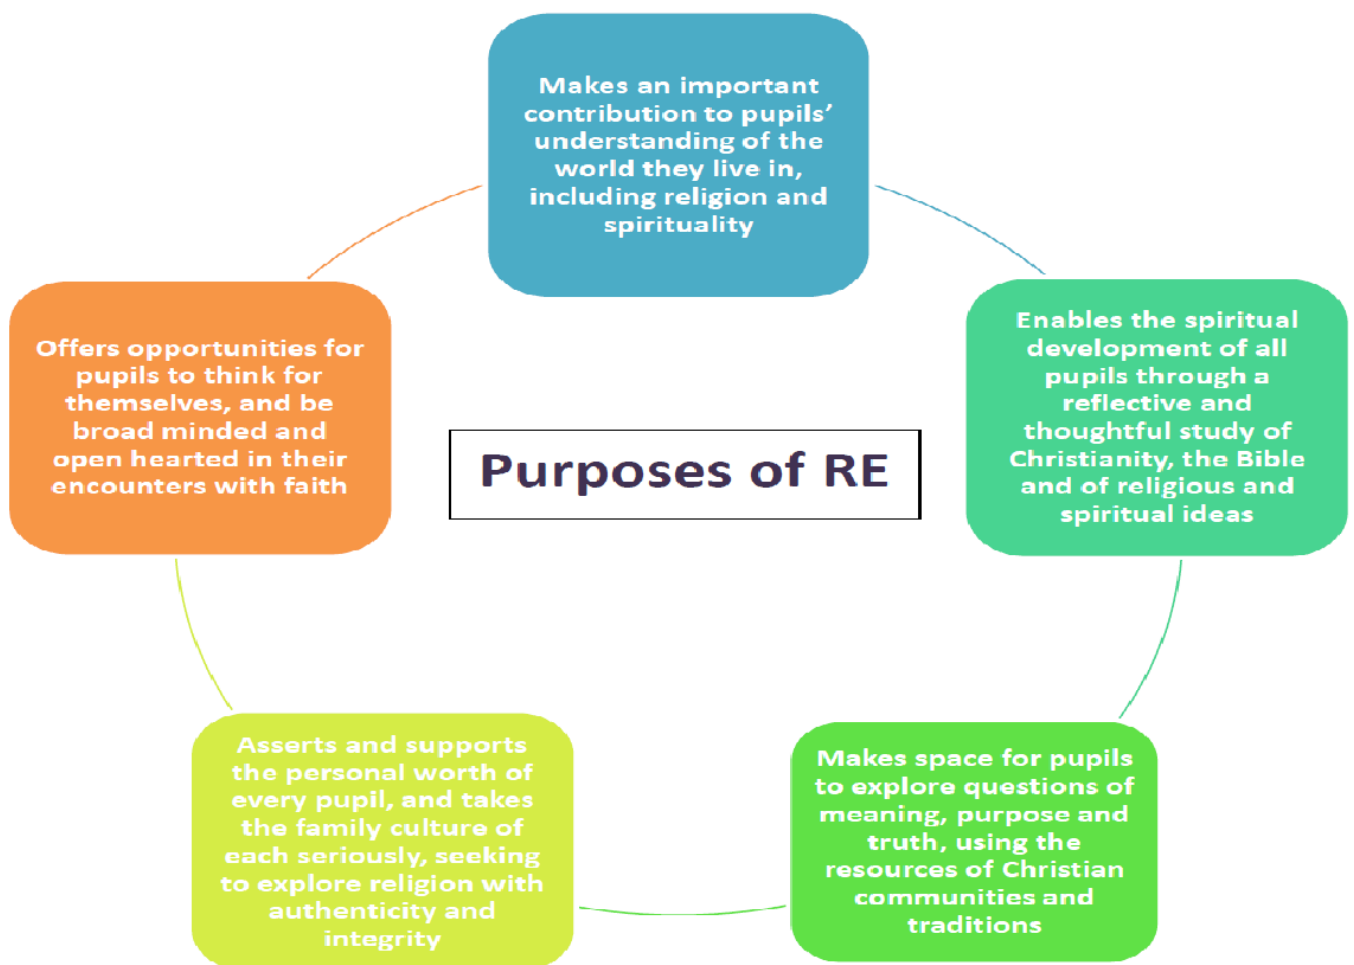 Makes an important
contribution to pupils’
understanding of the
world they live in,
including religion and
spirituality
Enables the spiritual
development of all
pupils through a
reflective and
thoughtful study of
Christianity, the Bible
and of religious and
spiritual ideas
Makes space for pupils
to explore questions of
meaning, purpose and
truth, using the
resources of Christian
communities and
traditions
Asserts and supports
the personal worth of
every pupil, and takes
the family culture of
each seriously, seeking
to explore religion with
authenticity and
integrity
Offers opportunities for
pupils to think for
themselves, and be
broad minded and
open hearted in their
encounters with faith
Purposes of RE